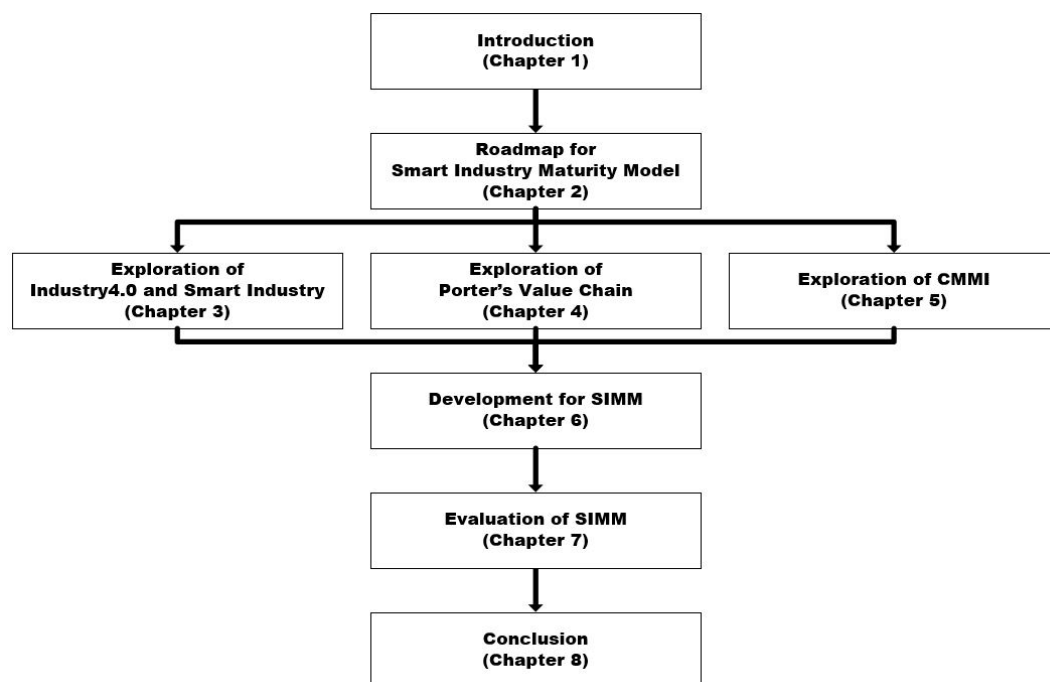 Introduction
(Chapter 1)
Roadmap for
Smart Industry Maturity Model
(Chapter 2)
Exploration of
Industry4.0 and Smart Industry
(Chapter 3)
Exploration of
Porter's Value Chain
(Chapter 4)
Exploration of CMMI
(Chapter 5)
Development for SIMM
(Chapter 6)
Evaluation of SIMM
(Chapter 7)
Conclusion
(Chapter 8)